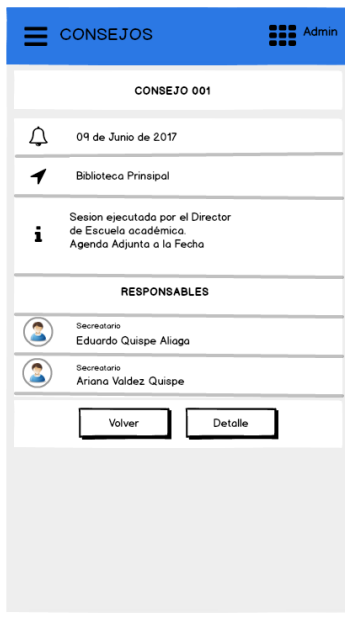 CONSEJOS
Admin
CONSEJO 001
09 de Junio de 2017
Biblioteca Prinsipal
Sesion ejecutada por el Director
de Escuela académica.
Agenda Adjunta a la Fecha
RESPONSABLES
Secreatario
Eduardo Quispe Aliaga
Secreatario
Ariana Valdez Quispe
Volver
Detalle